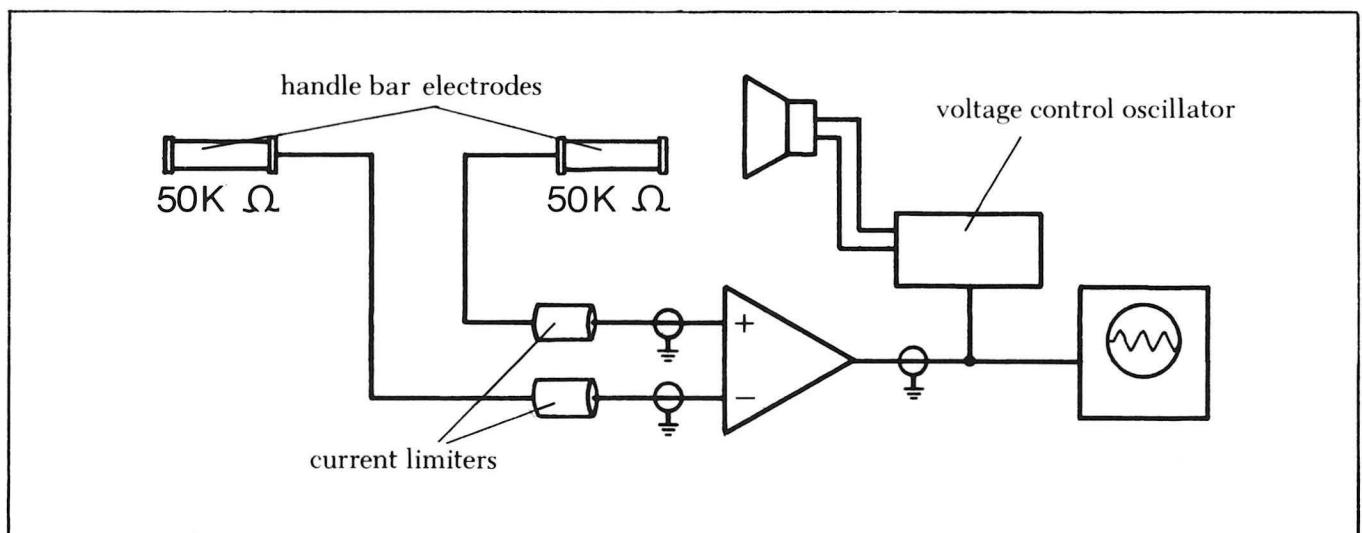 handle bar electrodes
voltage control oscillator
50K Ω
50K Ω
+
−
current limiters